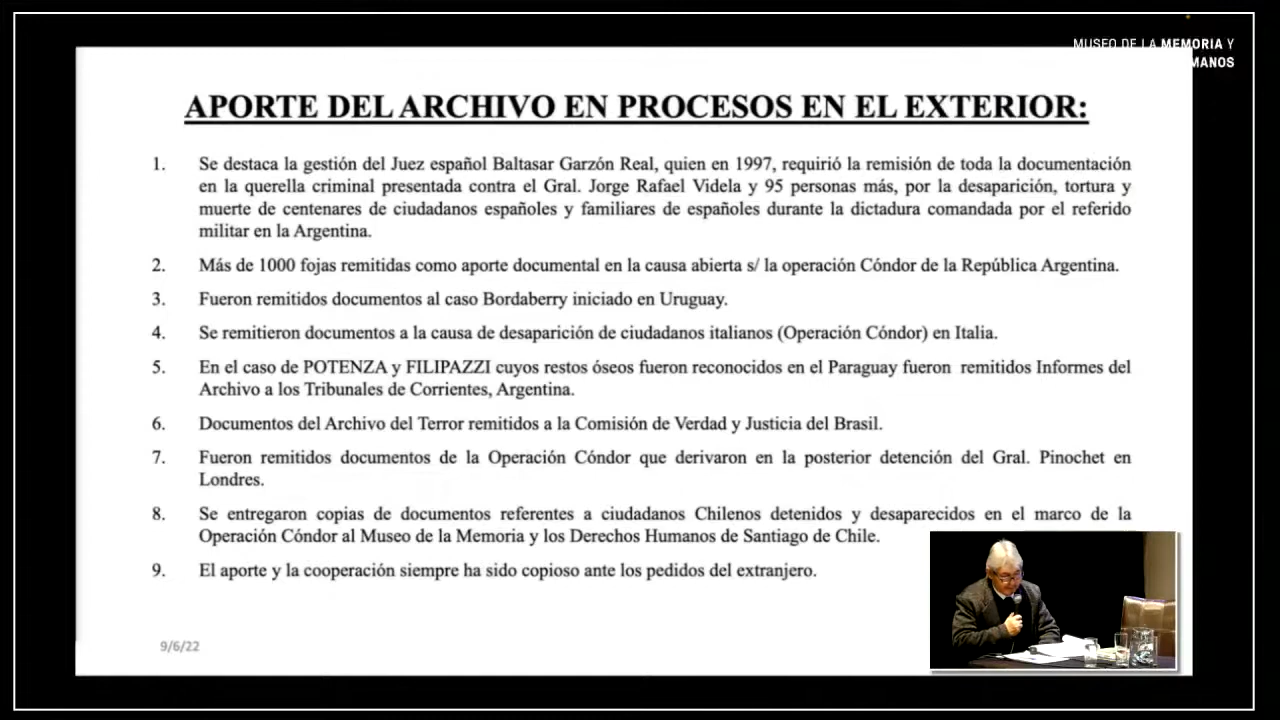 MUSEO DE LA MEMORIA Y
MANOS
APORTE DEL ARCHIVO EN PROCESOS EN EL EXTERIOR:
1. Se destaca la gestión del Juez español Baltasar Garzón Real, quien en 1997, requirió la remisión de toda la documentación
en la querella criminal presentada contra el Gral. Jorge Rafael Videla y 95 personas más, por la desaparición, tortura y
muerte de centenares de ciudadanos españoles y familiares de españoles durante la dictadura comandada por el referido
militar en la Argentina.
2. Más de 1000 fojas remitidas como aporte documental en la causa abierta s/ la operación Cóndor de la República Argentina.
3. Fueron remitidos documentos al caso Bordaberry iniciado en Uruguay.
4. Se remitieron documentos a la causa de desaparición de ciudadanos italianos (Operación Cóndor) en Italia.
5. En el caso de POTENZA y FILIPAZZI cuyos restos óseos fueron reconocidos en el Paraguay fueron remitidos Informes del
Archivo a los Tribunales de Corrientes, Argentina.
6. Documentos del Archivo del Terror remitidos a la Comisión de Verdad y Justicia del Brasil.
7. Fueron remitidos documentos de la Operación Cóndor que derivaron en la posterior detención del Gral. Pinochet en
Londres.
8. Se entregaron copias de documentos referentes a ciudadanos Chilenos detenidos y desaparecidos en el marco de la
Operación Cóndor al Museo de la Memoria y los Derechos Humanos de Santiago de Chile.
9. El aporte y la cooperación siempre ha sido copioso ante los pedidos del extranjero.
9/6/22